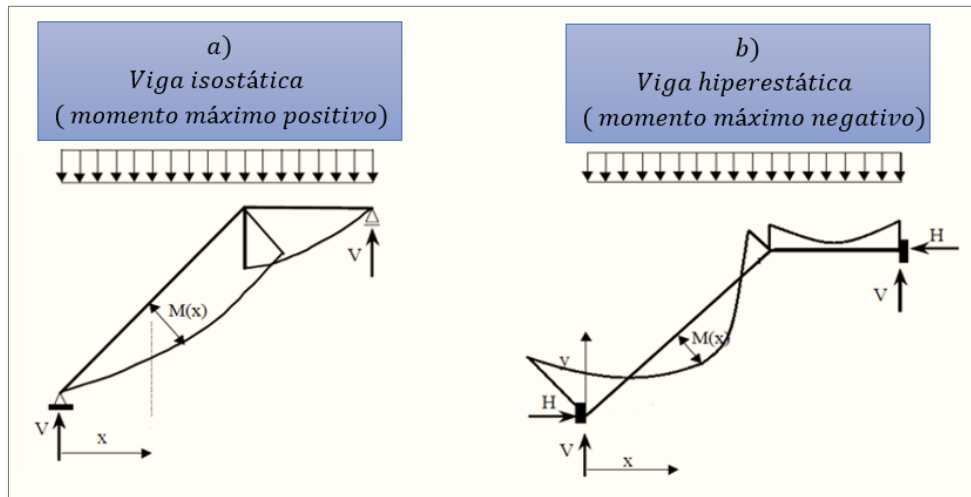 a)
Viga isostática
( momento máximo positivo)
b)
Viga hiperestática
( momento máximo negativo)
V
M(x)
V
x
H
V
M(x)
y
H
V
x